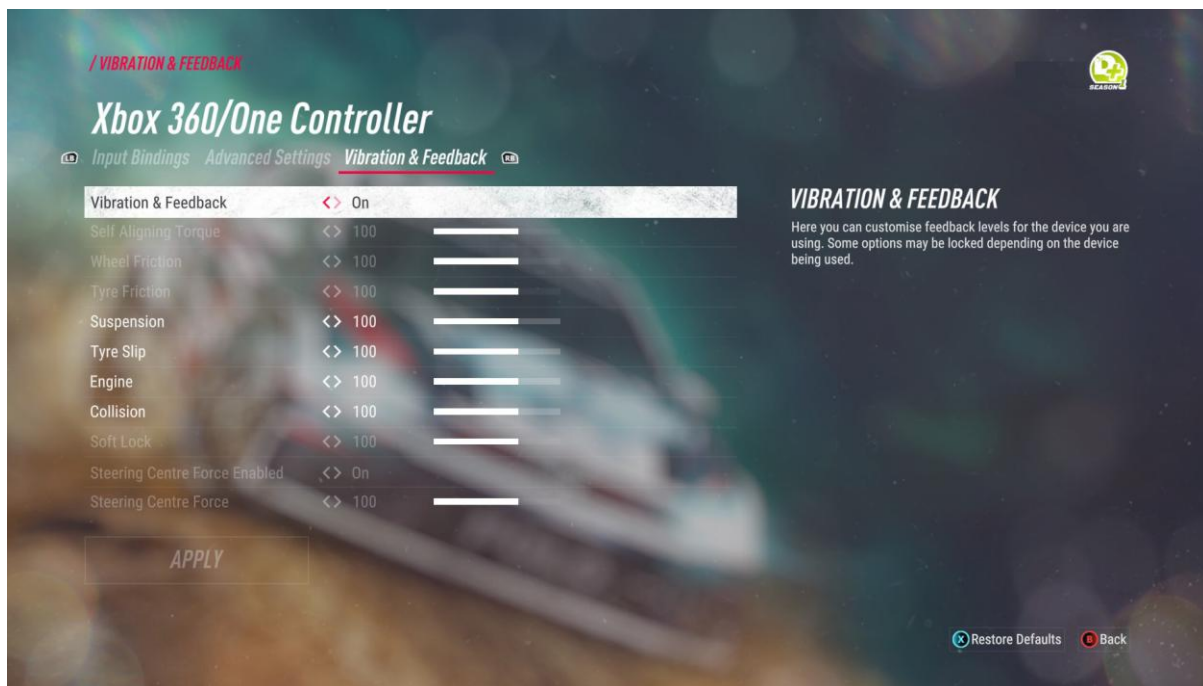 / VIBRATION & FEEDBACK
D+
SEASON 4
Xbox 360/One Controller
LB Input Bindings Advanced Settings Vibration & Feedback RB
Vibration & Feedback <> On
Self Aligning Torque <> 100
Wheel Friction <> 100
Tyre Friction <> 100
Suspension <> 100
Tyre Slip <> 100
Engine <> 100
Collision <> 100
Soft Lock <> 100
Steering Centre Force Enabled <> On
Steering Centre Force <> 100
APPLY
VIBRATION & FEEDBACK
Here you can customise feedback levels for the device you are
using. Some options may be locked depending on the device
being used.
X Restore Defaults B Back